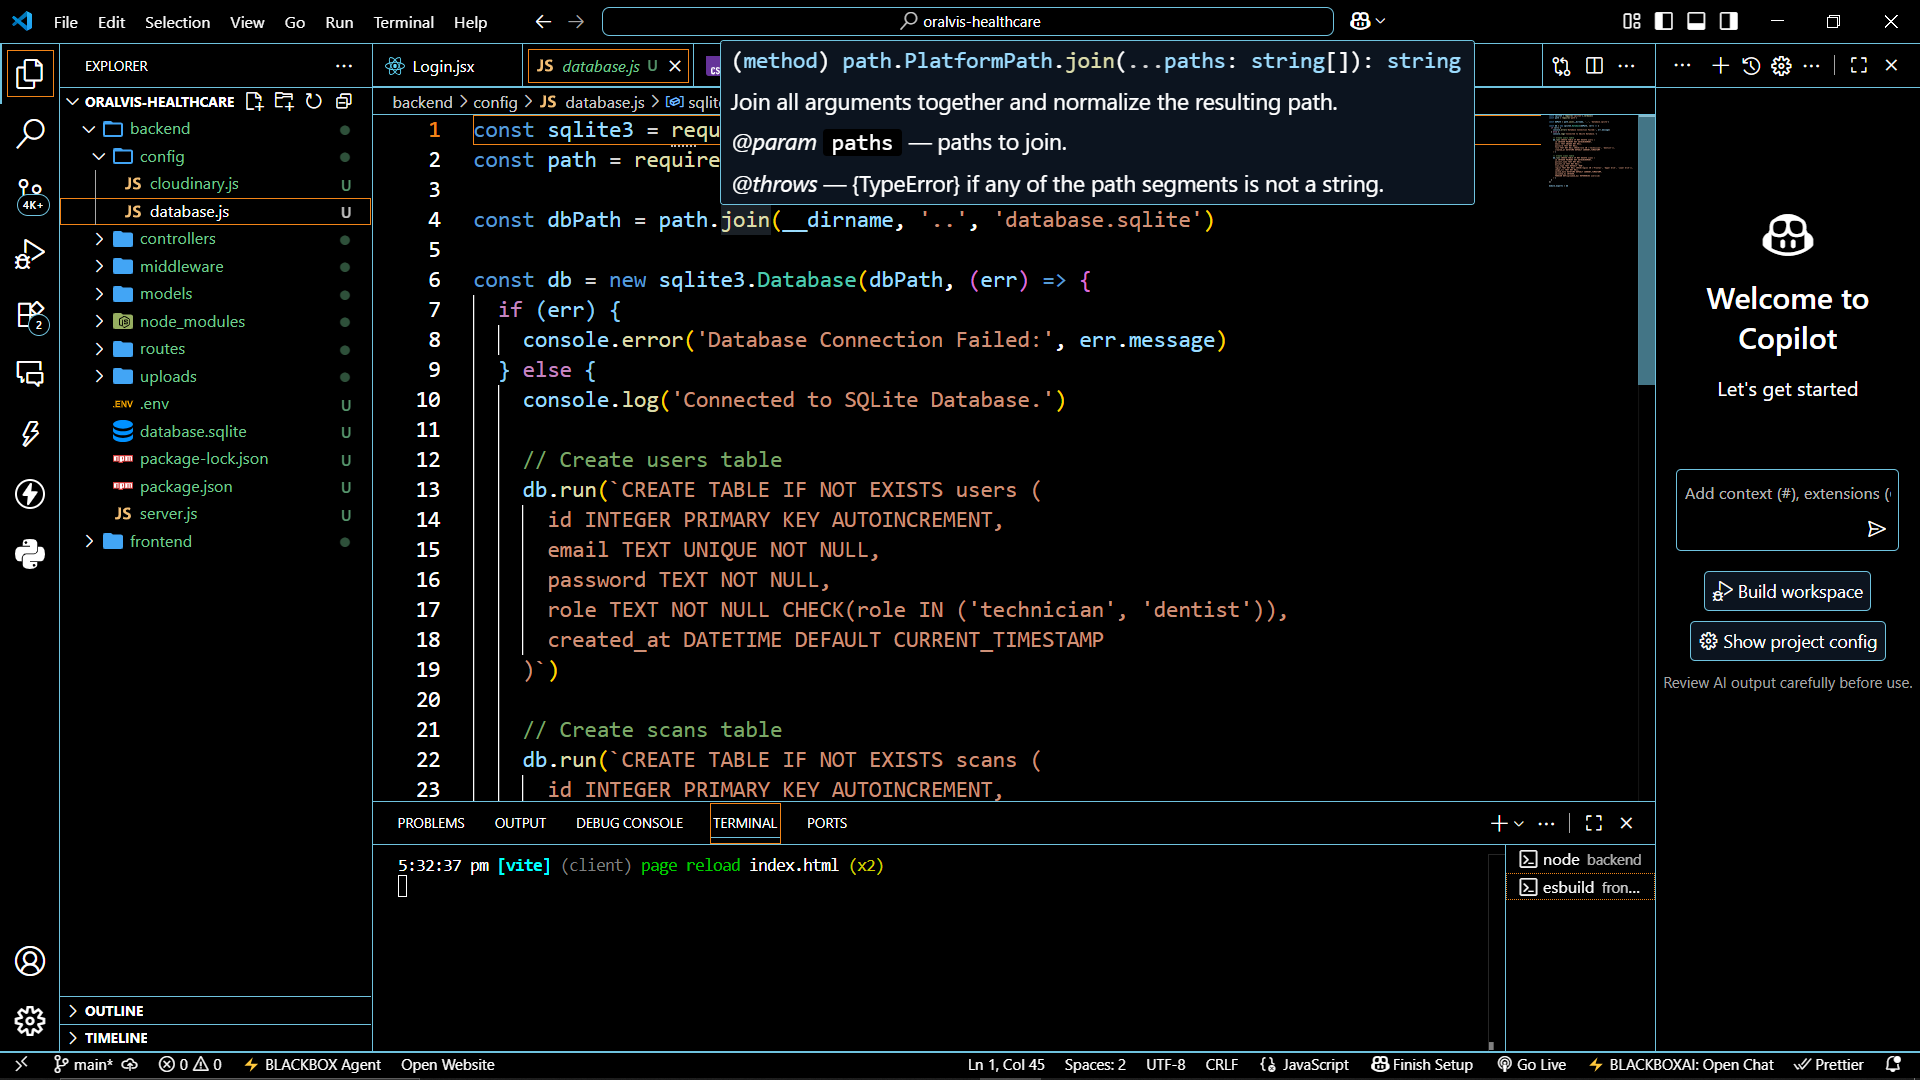 File Edit Selection View Go Run Terminal Help
oralvis-healthcare
EXPLORER
ORALVIS-HEALTHCARE
backend
config
JS cloudinary.js U
JS database.js U
controllers
middleware
models
node_modules
routes
uploads
.ENV .env U
database.sqlite U
npm package-lock.json U
npm package.json U
JS server.js U
frontend
OUTLINE
TIMELINE
4K+
2
Login.jsx
JS database.js U
backend > config > JS database.js >
(method) path.PlatformPath.join(...paths: string[]): string
Join all arguments together and normalize the resulting path.
@param paths — paths to join.
@throws — {TypeError} if any of the path segments is not a string.
1 const sqlite3 = requ
2 const path = require
3
4 const dbPath = path.join(__dirname, '..', 'database.sqlite')
5
6 const db = new sqlite3.Database(dbPath, (err) => {
7 if (err) {
8 console.error('Database Connection Failed:', err.message)
9 } else {
10 console.log('Connected to SQLite Database.')
11
12 // Create users table
13 db.run(`CREATE TABLE IF NOT EXISTS users (
14 id INTEGER PRIMARY KEY AUTOINCREMENT,
15 email TEXT UNIQUE NOT NULL,
16 password TEXT NOT NULL,
17 role TEXT NOT NULL CHECK(role IN ('technician', 'dentist')),
18 created_at DATETIME DEFAULT CURRENT_TIMESTAMP
19 )`)
20
21 // Create scans table
22 db.run(`CREATE TABLE IF NOT EXISTS scans (
23 id INTEGER PRIMARY KEY AUTOINCREMENT,
PROBLEMS OUTPUT DEBUG CONSOLE TERMINAL PORTS
5:32:37 pm [vite] (client) page reload index.html (x2)
node backend
esbuild fron...
Welcome to
Copilot
Let's get started
Add context (#), extensions (
Build workspace
Show project config
Review AI output carefully before use.
main* 0 0 BLACKBOX Agent Open Website Ln 1, Col 45 Spaces: 2 UTF-8 CRLF {} JavaScript Finish Setup Go Live BLACKBOXAI: Open Chat Prettier